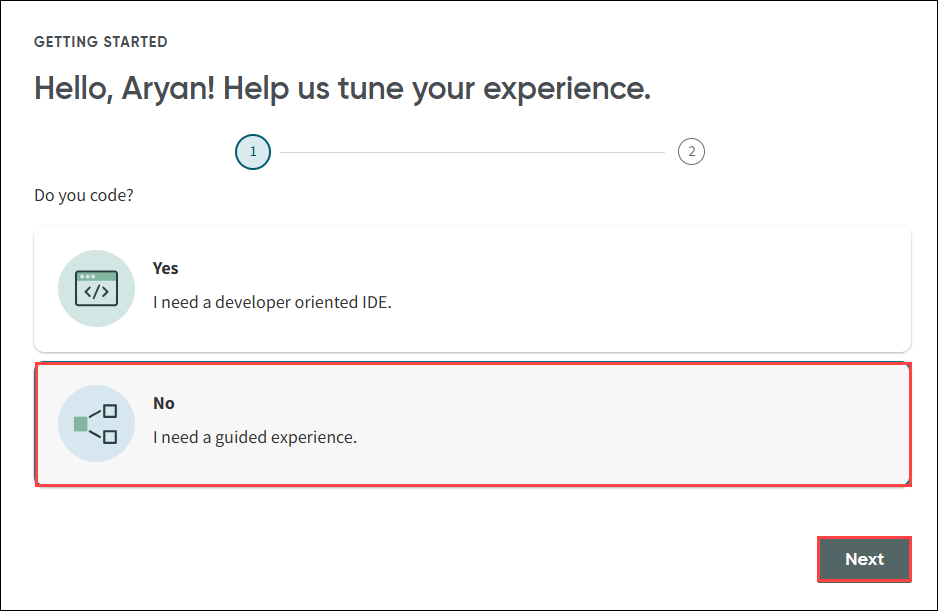 GETTING STARTED
Hello, Aryan! Help us tune your experience.
1
2
Do you code?
Yes
I need a developer oriented IDE.
No
I need a guided experience.
Next